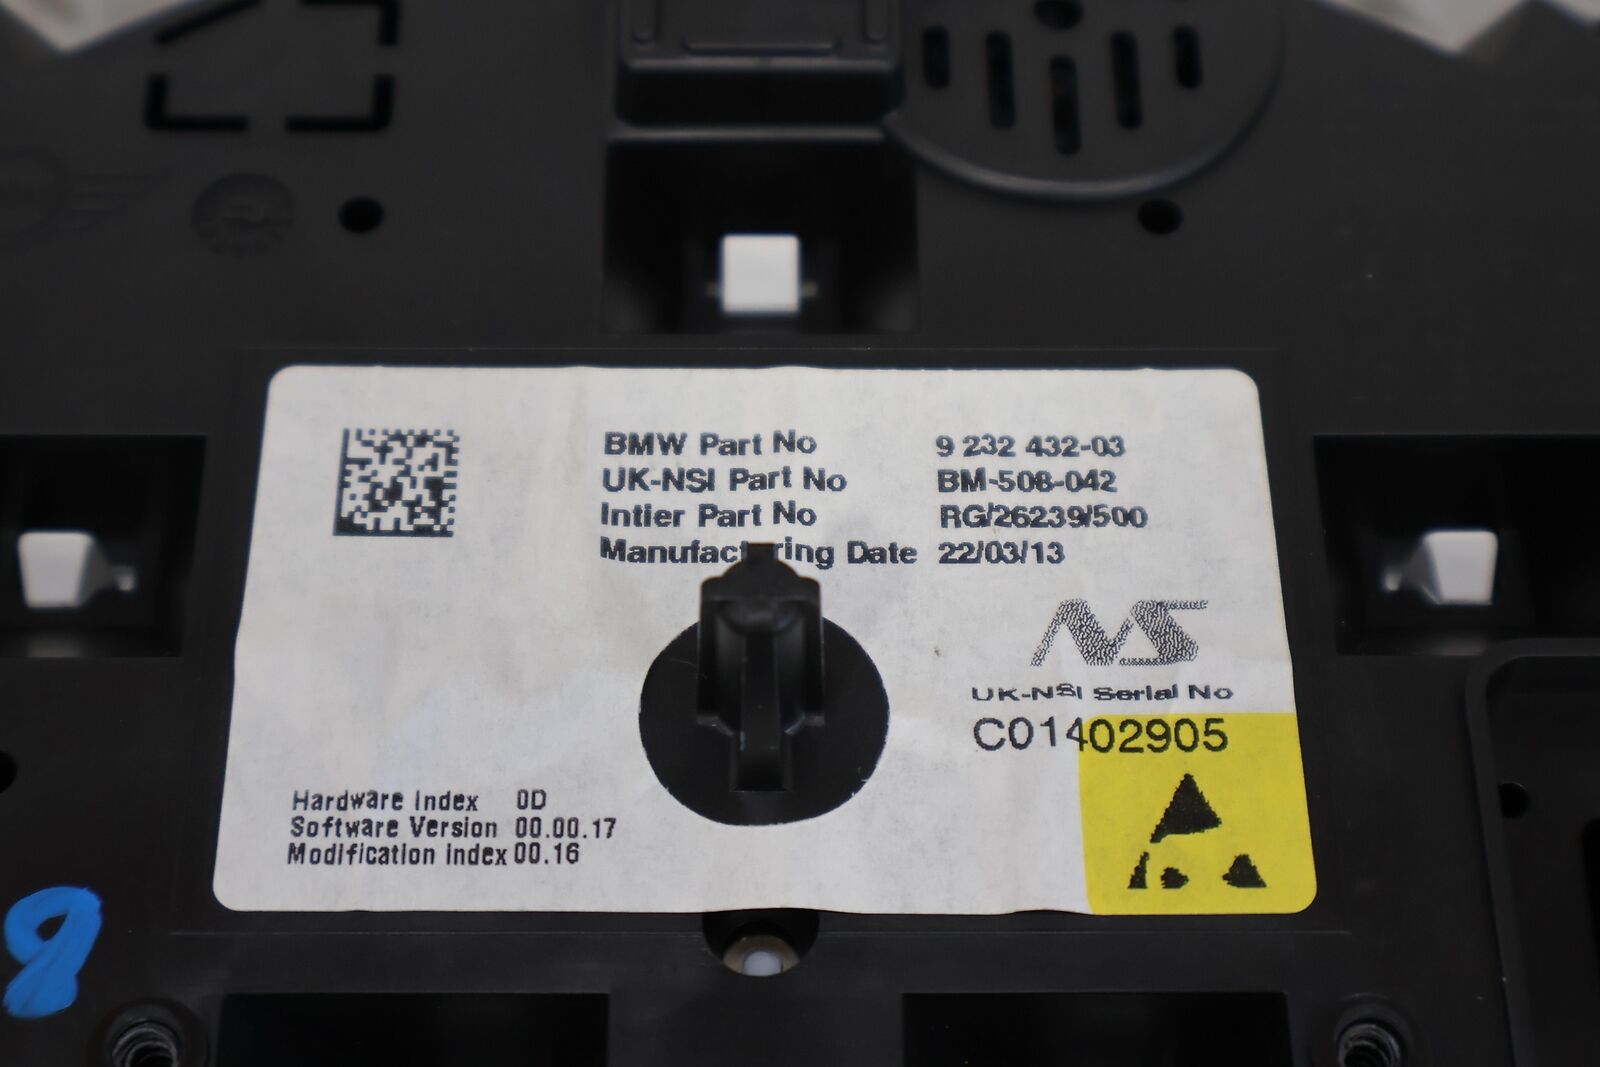 BMW Part No 9 232 432-03
UK-NSI Part No BM-508-042
Intier Part No RG/26239/500
Manufacturing Date 22/03/13
NS
UK-NSI Serial No
C01402905
Hardware Index 0D
Software Version 00.00.17
Modification index 00.16
9